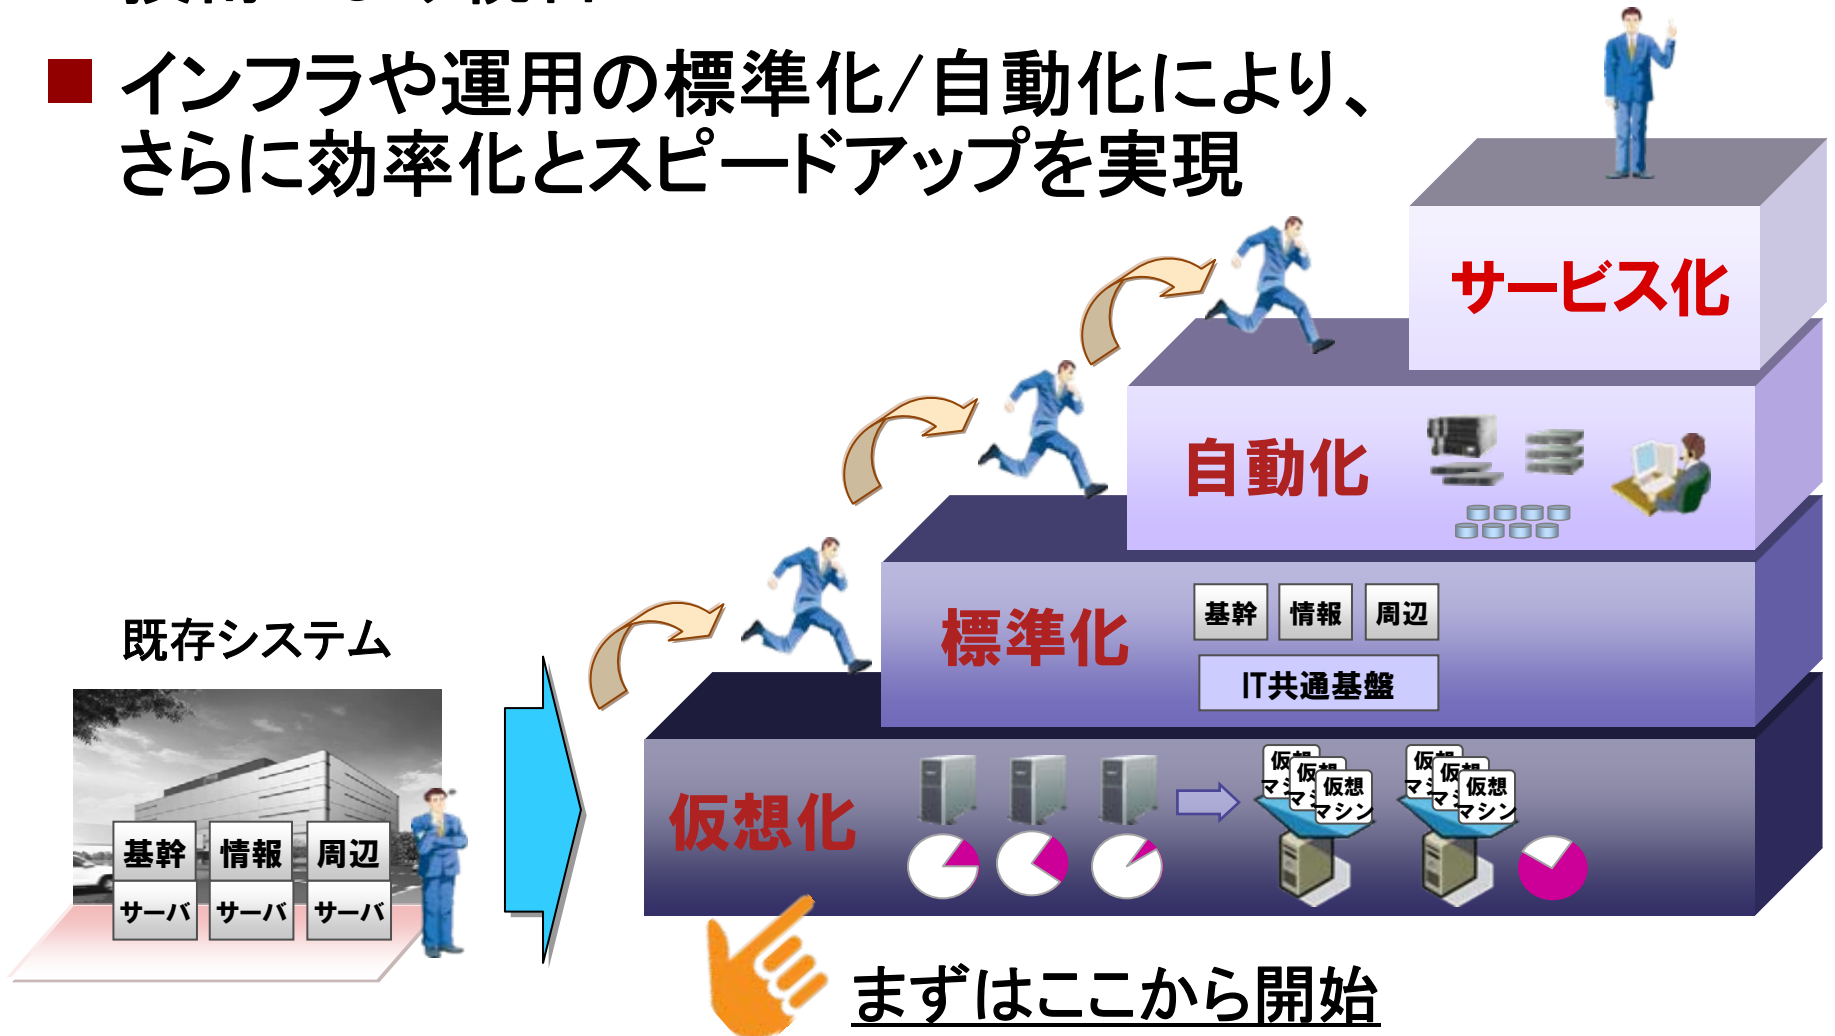 インフラや運用の標準化/自動化により、
さらに効率化とスピードアップを実現
サービス化
自動化
標準化
基幹 情報 周辺
IT共通基盤
既存システム
基幹 情報 周辺
サーバ サーバ サーバ
仮想化
仮想
マシン
仮想
マシン
まずはここから開始